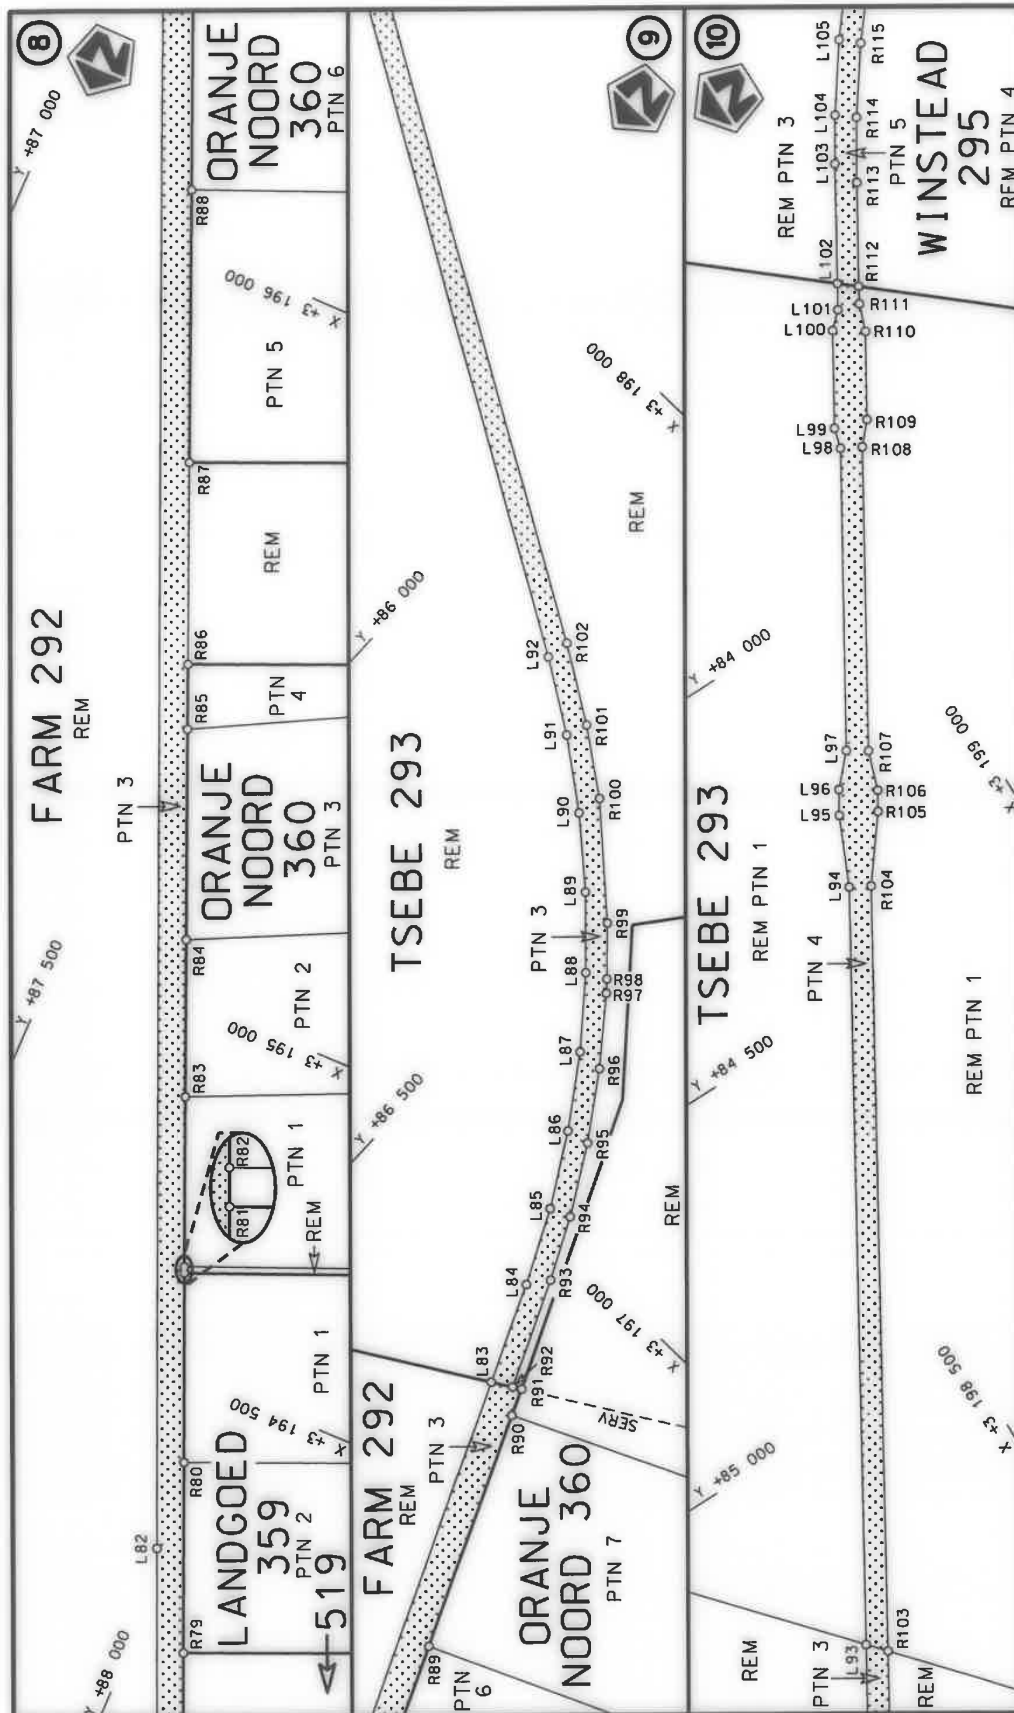 8
FARM 292
REM
PTN 3
Y +88 000
Y +87 500
Y +87 000
L82
R79
R80
R81
R82
R83
R84
R85
R86
R87
R88
519
LANDGOED
359
PTN 2
PTN 1
REM
PTN 1
PTN 2
ORANJE
NOORD
360
PTN 3
PTN
4
REM
PTN 5
ORANJE
NOORD
360
PTN 6
X +3 194 500
X +3 195 000
X +3 196 000
9
FARM 292
REM
PTN 3
TSEBE 293
REM
PTN 3
Y +86 500
Y +86 000
L83
L84
L85
L86
L87
L88
L89
L90
L91
L92
R89
R90
R91
R92
R93
R94
R95
R96
R97
R98
R99
R100
R101
R102
PTN
6
ORANJE
NOORD 360
PTN 7
SERV
REM
REM
X +3 197 000
X +3 198 000
10
REM
PTN 3
REM
TSEBE 293
REM PTN 1
PTN 4
REM PTN 1
Y +85 000
Y +84 500
Y +84 000
L93
L94
L95
L96
L97
L98
L99
L100
L101
L102
L103
L104
L105
R103
R104
R105
R106
R107
R108
R109
R110
R111
R112
R113
R114
R115
REM PTN 3
PTN 5
WINSTEAD
295
REM PTN 4
X +3 198 500
X +3 199 000